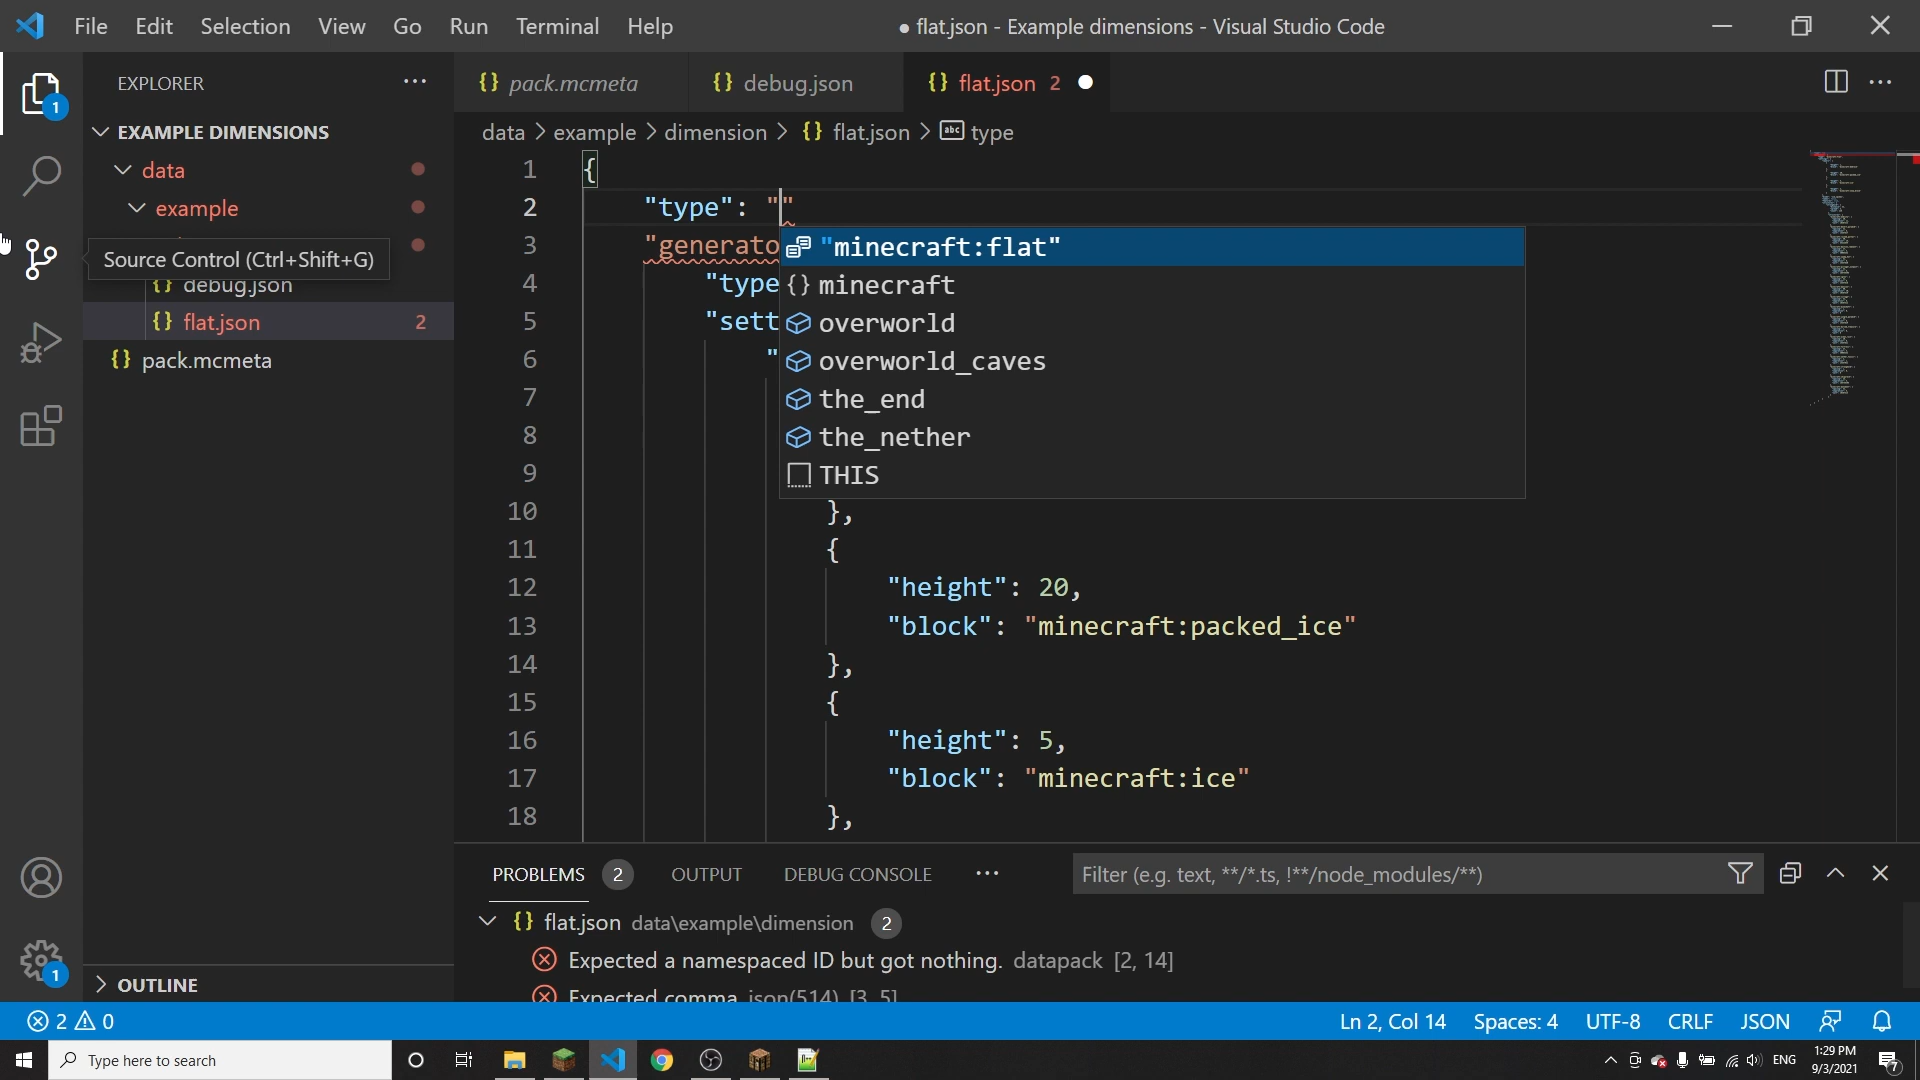 File Edit Selection View Go Run Terminal Help
● flat.json - Example dimensions - Visual Studio Code
EXPLORER
1
EXAMPLE DIMENSIONS
data
example
Source Control (Ctrl+Shift+G)
debug.json
flat.json 2
pack.mcmeta
OUTLINE
1
pack.mcmeta
debug.json
flat.json 2
data > example > dimension > {} flat.json > abc type
1 {
2 "type": ""
3 "generato
4 "type
5 "sett
6 "
7
8
9
10 },
11 {
12 "height": 20,
13 "block": "minecraft:packed_ice"
14 },
15 {
16 "height": 5,
17 "block": "minecraft:ice"
18 },
"minecraft:flat"
{} minecraft
overworld
overworld_caves
the_end
the_nether
THIS
PROBLEMS 2 OUTPUT DEBUG CONSOLE
Filter (e.g. text, **/*.ts, !**/node_modules/**)
{} flat.json data\example\dimension 2
Expected a namespaced ID but got nothing. datapack [2, 14]
Expected comma json(514) [3, 5]
2 0
Ln 2, Col 14 Spaces: 4 UTF-8 CRLF JSON
Type here to search
ENG
1:29 PM
9/3/2021
7